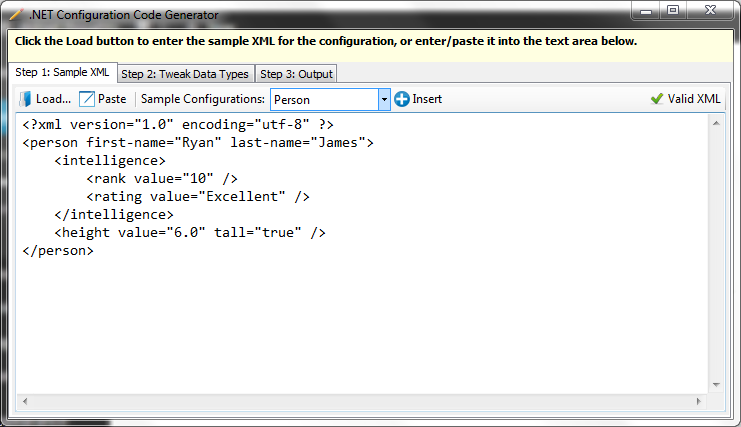 .NET Configuration Code Generator
Click the Load button to enter the sample XML for the configuration, or enter/paste it into the text area below.
Step 1: Sample XML Step 2: Tweak Data Types Step 3: Output
Load... Paste Sample Configurations: Person Insert Valid XML
<?xml version="1.0" encoding="utf-8" ?>
<person first-name="Ryan" last-name="James">
    <intelligence>
        <rank value="10" />
        <rating value="Excellent" />
    </intelligence>
    <height value="6.0" tall="true" />
</person>